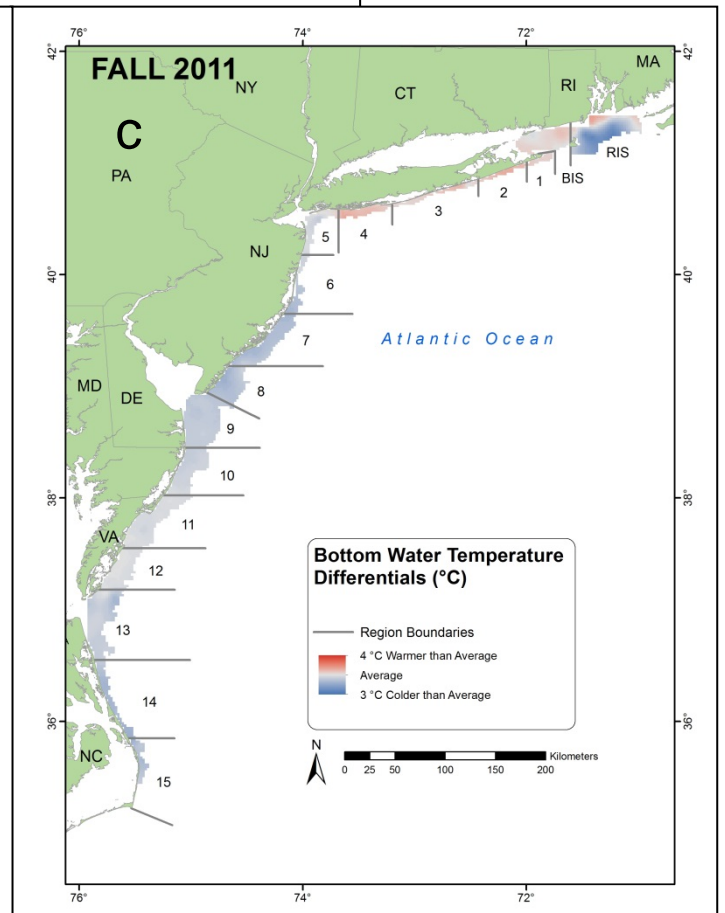 76°
74°
72°
42°
42°
FALL 2011
C
NY
CT
RI
MA
PA
RIS
BIS
1
2
3
4
5
NJ
40°
40°
6
Atlantic Ocean
7
MD
DE
8
9
10
38°
38°
11
VA
12
Bottom Water Temperature
Differentials (°C)
Region Boundaries
4 °C Warmer than Average
Average
3 °C Colder than Average
13
14
36°
36°
NC
15
N
Kilometers
0 25 50 100 150 200
76°
74°
72°